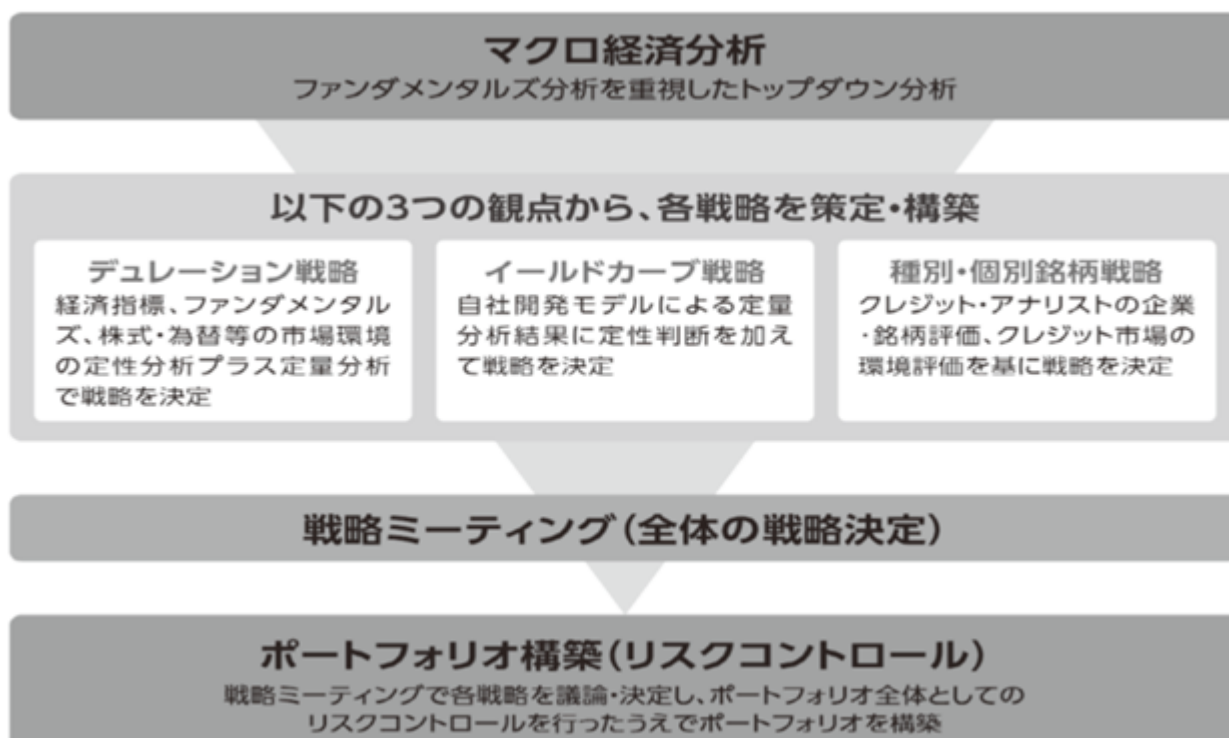 マクロ経済分析
ファンダメンタルズ分析を重視したトップダウン分析
以下の3つの観点から、各戦略を策定・構築
デュレーション戦略
経済指標、ファンダメンタル
ズ、株式・為替等の市場環境
の定性分析プラス定量分析
で戦略を決定
イールドカーブ戦略
自社開発モデルによる定量
分析結果に定性判断を加え
て戦略を決定
種別・個別銘柄戦略
クレジット・アナリストの企業
・銘柄評価、クレジット市場の
環境評価を基に戦略を決定
戦略ミーティング(全体の戦略決定)
ポートフォリオ構築(リスクコントロール)
戦略ミーティングで各戦略を議論・決定し、ポートフォリオ全体としての
リスクコントロールを行ったうえでポートフォリオを構築